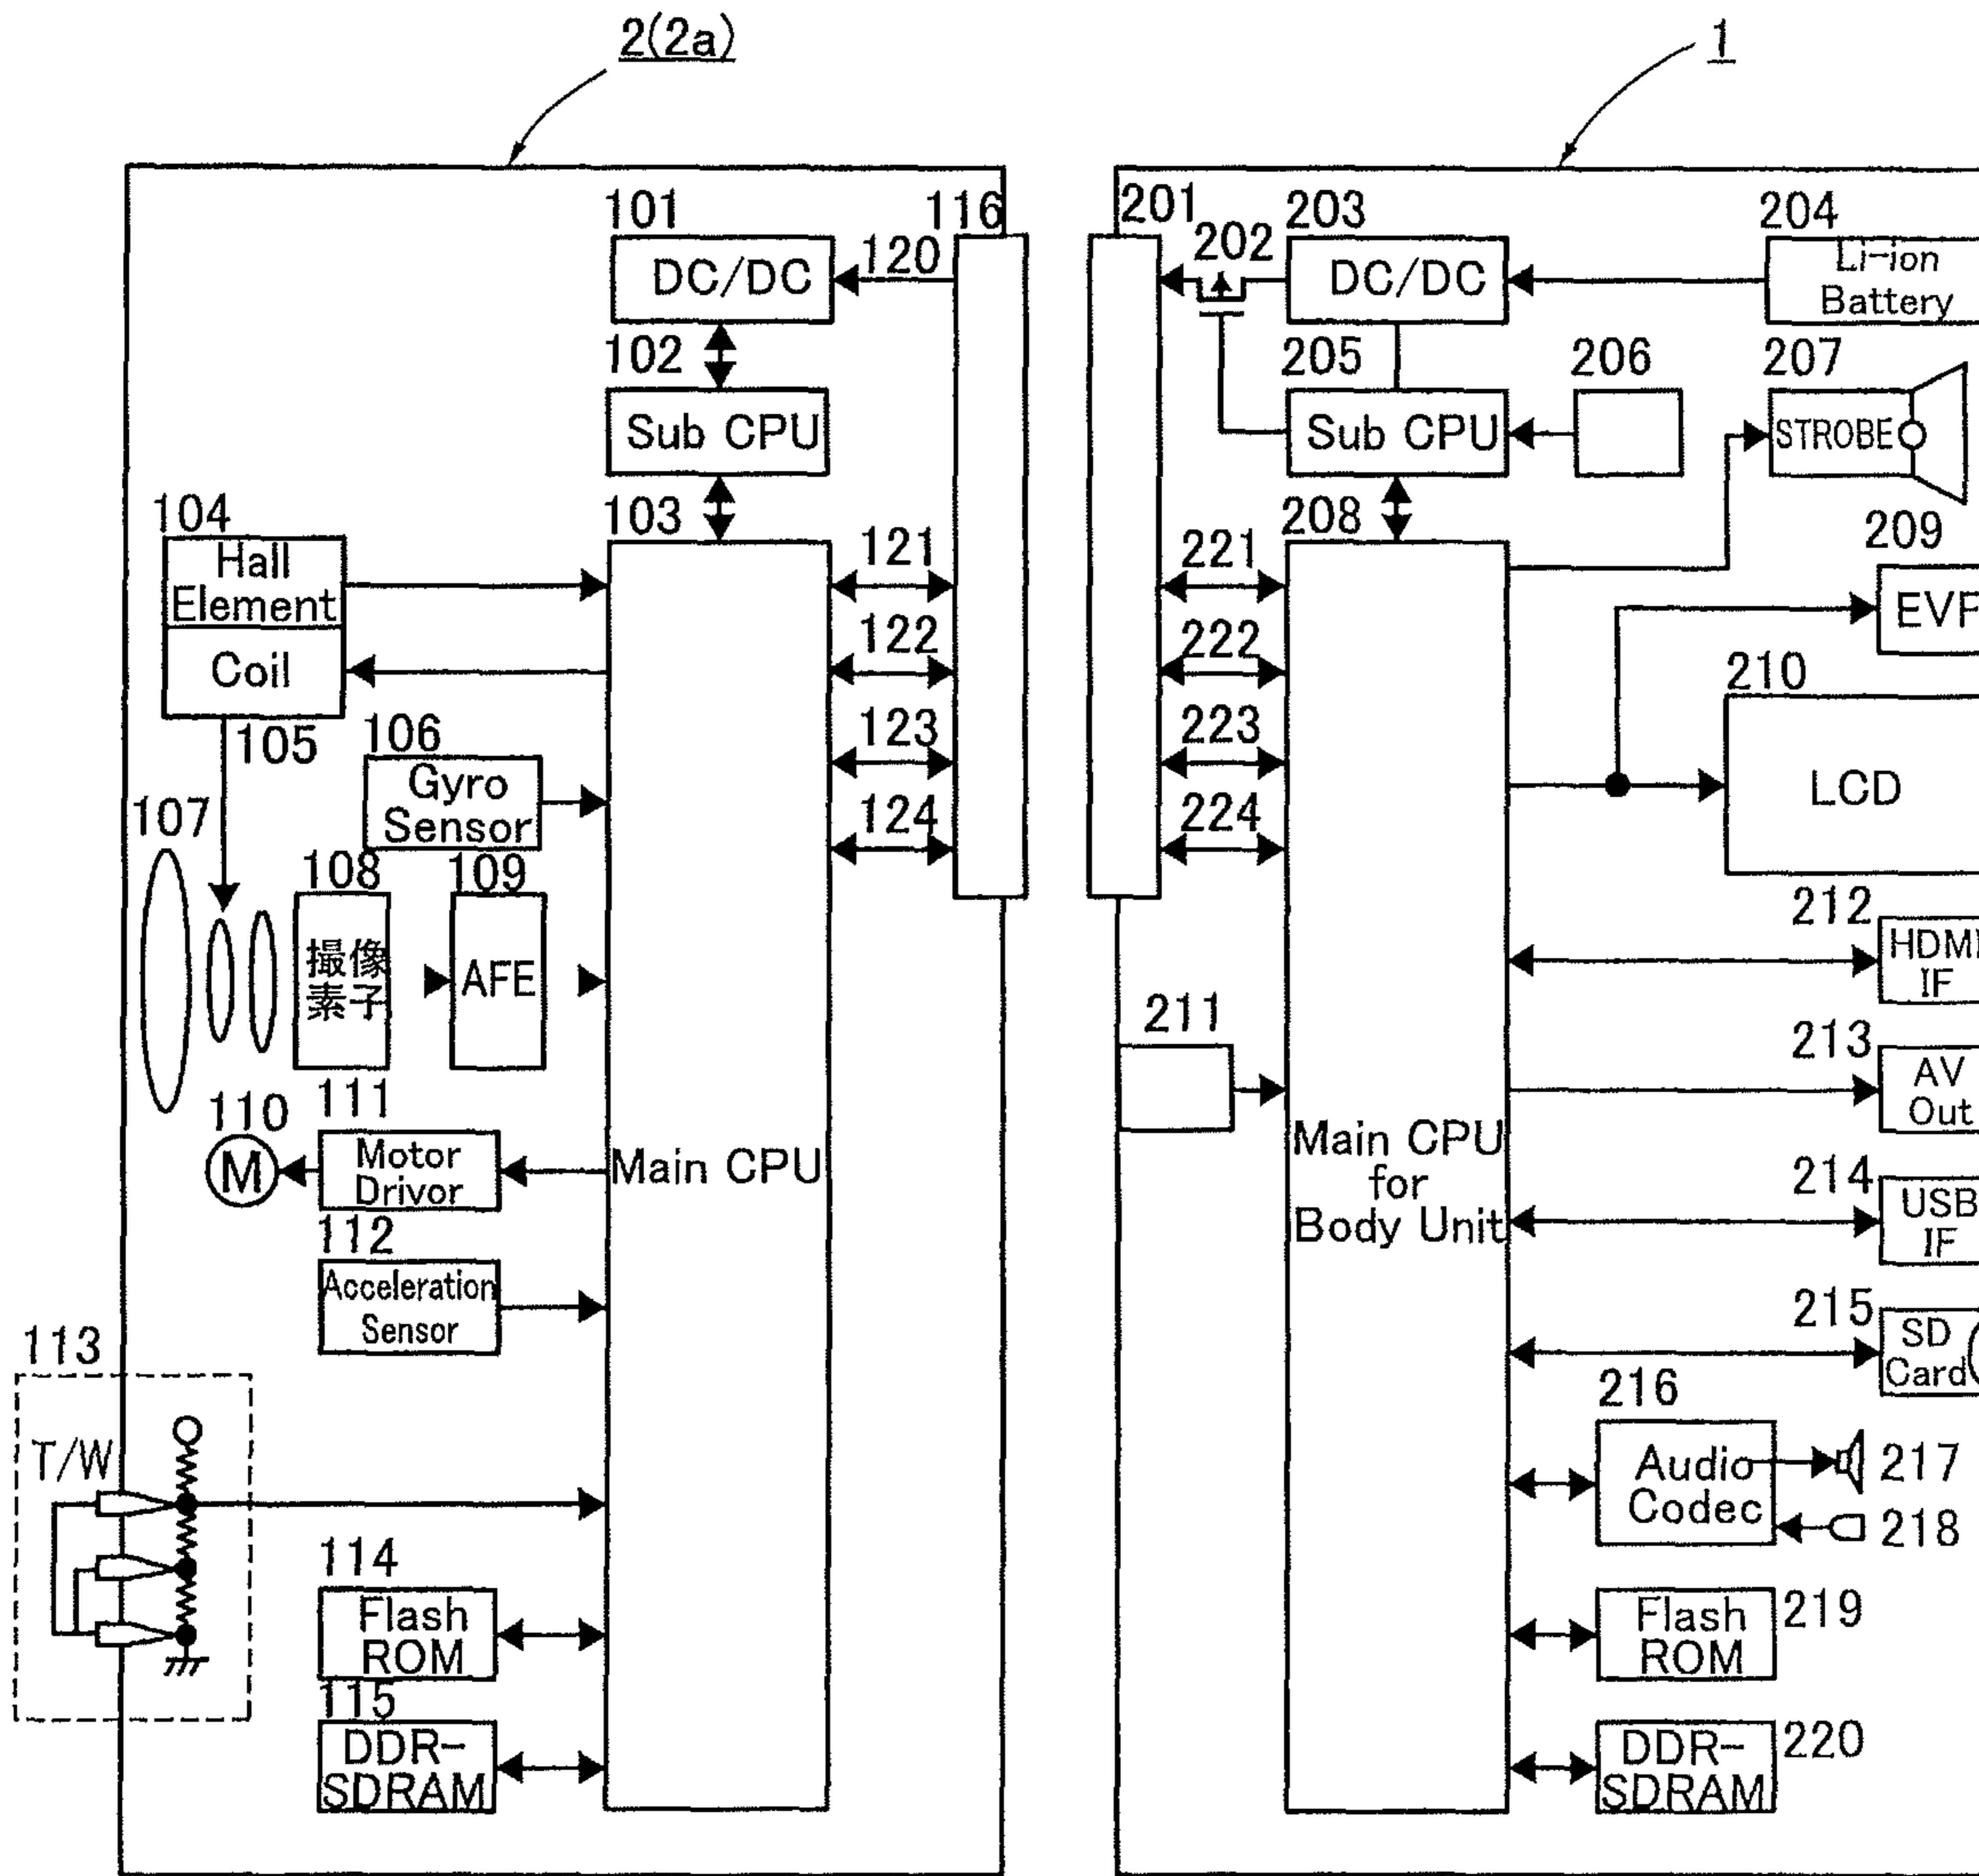 2(2a)
1
101
116
120
DC/DC
102
Sub CPU
103
104
Hall
Element
Coil
105
106
Gyro
Sensor
107
108
撮像
素子
109
AFE
110
M
111
Motor
Drivor
112
Acceleration
Sensor
Main CPU
121
122
123
124
113
T/W
114
Flash
ROM
115
DDR-
SDRAM
201
202
203
DC/DC
204
Li-ion
Battery
205
Sub CPU
206
207
STROBE
208
221
222
223
224
209
EVF
210
LCD
211
Main CPU
for
Body Unit
212
HDMI
IF
213
AV
Out
214
USB
IF
215
SD
Card
216
Audio
Codec
217
218
Flash
ROM
219
DDR-
SDRAM
220